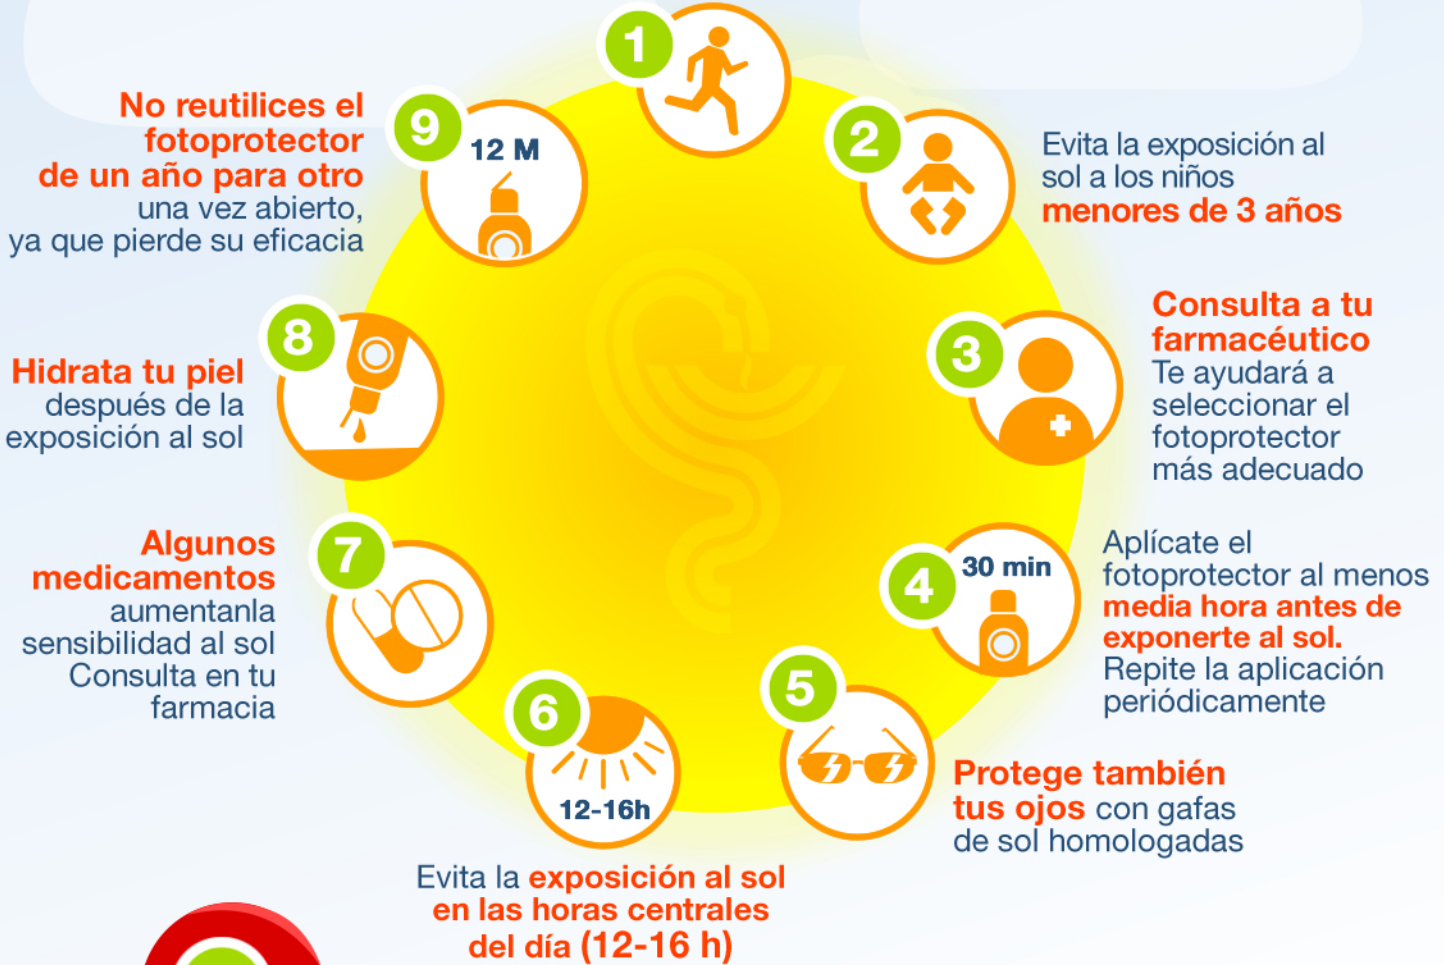 1
2
Evita la exposición al
sol a los niños
menores de 3 años
3
Consulta a tu
farmacéutico
Te ayudará a
seleccionar el
fotoprotector
más adecuado
4
30 min
Aplícate el
fotoprotector al menos
media hora antes de
exponerte al sol.
Repite la aplicación
periódicamente
5
Protege también
tus ojos con gafas
de sol homologadas
6
12-16h
Evita la exposición al sol
en las horas centrales
del día (12-16 h)
7
Algunos
medicamentos
aumentanla
sensibilidad al sol
Consulta en tu
farmacia
8
Hidrata tu piel
después de la
exposición al sol
9
12 M
No reutilices el
fotoprotector
de un año para otro
una vez abierto,
ya que pierde su eficacia